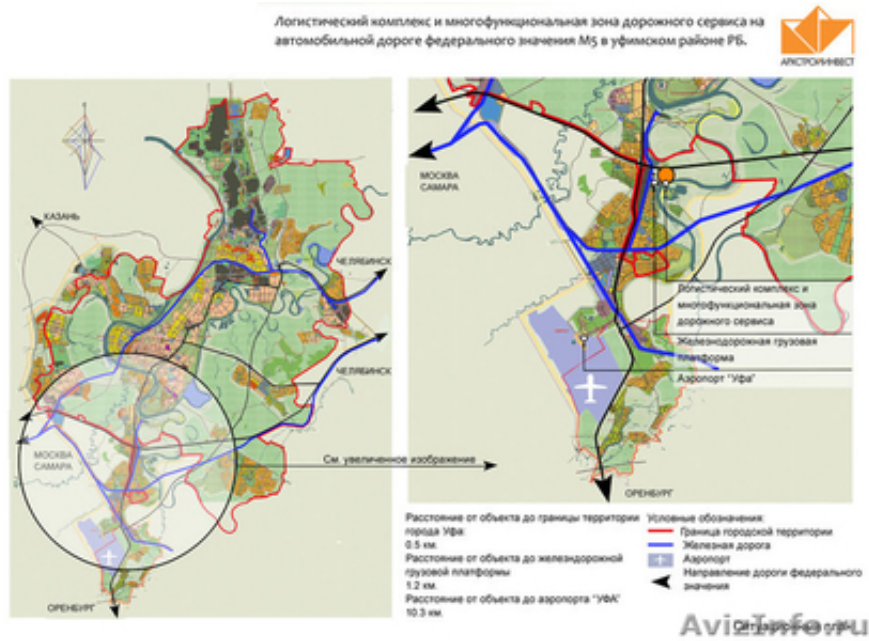 Логистический комплекс и многофункциональная зона дорожного сервиса на
автомобильной дороге федерального значения М5 в уфимском районе РБ.
АРКСТРОЙИНВЕСТ
КАЗАНЬ
ЧЕЛЯБИНСК
ЧЕЛЯБИНСК
МОСКВА
САМАРА
ОРЕНБУРГ
См. увеличенное изображение
МОСКВА
САМАРА
Логистический комплекс и
многофункциональная зона
дорожного сервиса
Железнодорожная грузовая
платформа
Аэропорт "Уфа"
ОРЕНБУРГ
Расстояние от объекта до границы территории
города Уфа:
0.5 км.
Расстояние от объекта до железндорожной
грузовой платформы
1.2 км.
Расстояние от объекта до аэропорта "УФА"
10.3 км.
Условные обозначения:
Граница городской территории
Железная дорога
Аэропорт
Направление дороги федерального
значения
Ситуационный план
AvizInfo.ru